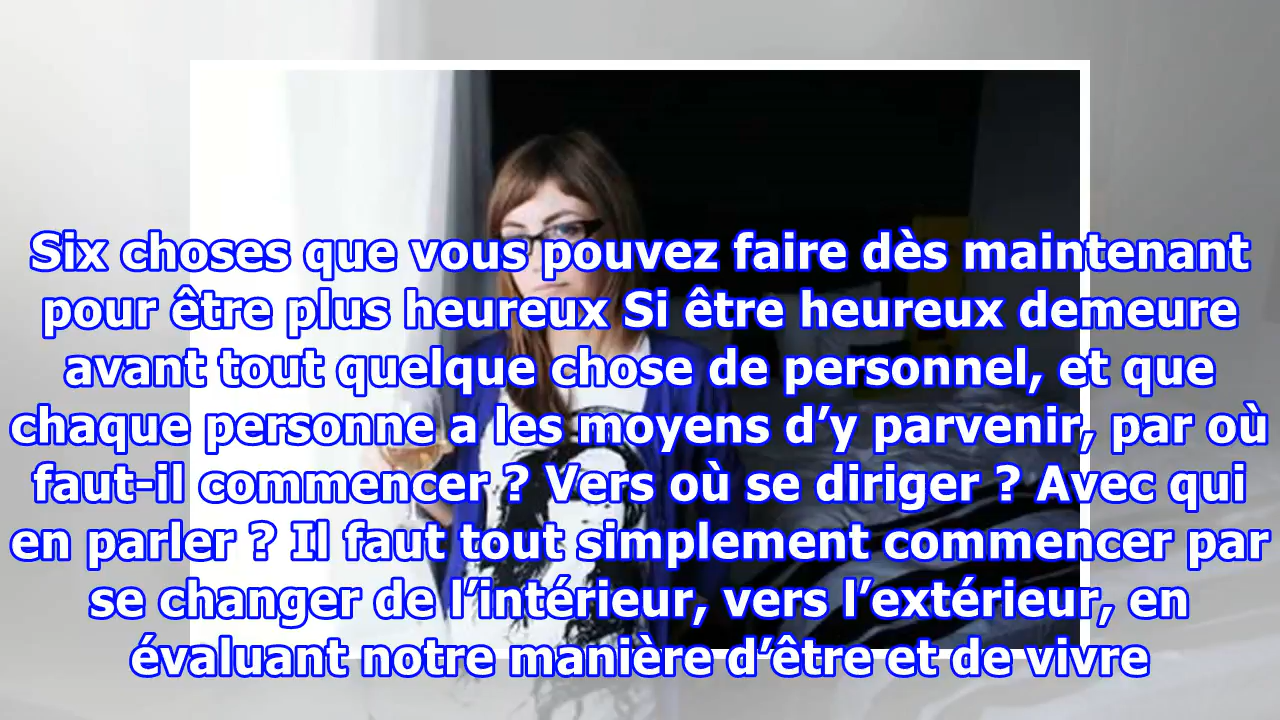 Six choses que vous pouvez faire dès maintenant
pour être plus heureux Si être heureux demeure
avant tout quelque chose de personnel, et que
chaque personne a les moyens d’y parvenir, par où
faut-il commencer ? Vers où se diriger ? Avec qui
en parler ? Il faut tout simplement commencer par
se changer de l’intérieur, vers l’extérieur, en
évaluant notre manière d’être et de vivre